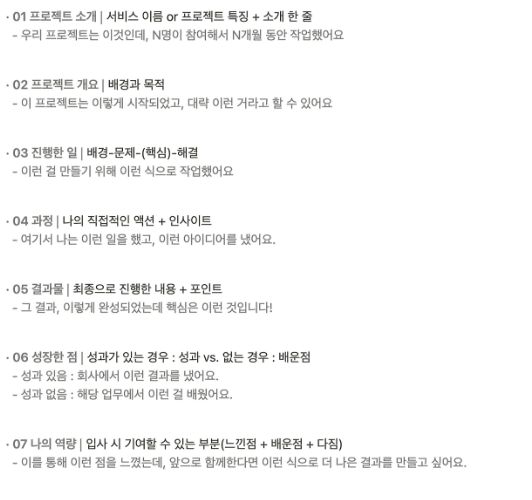 · 01 프로젝트 소개 | 서비스 이름 or 프로젝트 특징 + 소개 한 줄
- 우리 프로젝트는 이것인데, N명이 참여해서 N개월 동안 작업했어요
· 02 프로젝트 개요 | 배경과 목적
- 이 프로젝트는 이렇게 시작되었고, 대략 이런 거라고 할 수 있어요
· 03 진행한 일 | 배경-문제-(핵심)-해결
- 이런 걸 만들기 위해 이런 식으로 작업했어요
· 04 과정 | 나의 직접적인 액션 + 인사이트
- 여기서 나는 이런 일을 했고, 이런 아이디어를 냈어요.
· 05 결과물 | 최종으로 진행한 내용 + 포인트
- 그 결과, 이렇게 완성되었는데 핵심은 이런 것입니다!
· 06 성장한 점 | 성과가 있는 경우 : 성과 vs. 없는 경우 : 배운점
- 성과 있음 : 회사에서 이런 결과를 냈어요.
- 성과 없음 : 해당 업무에서 이런 걸 배웠어요.
· 07 나의 역량 | 입사 시 기여할 수 있는 부분(느낀점 + 배운점 + 다짐)
- 이를 통해 이런 점을 느꼈는데, 앞으로 함께한다면 이런 식으로 더 나은 결과를 만들고 싶어요.